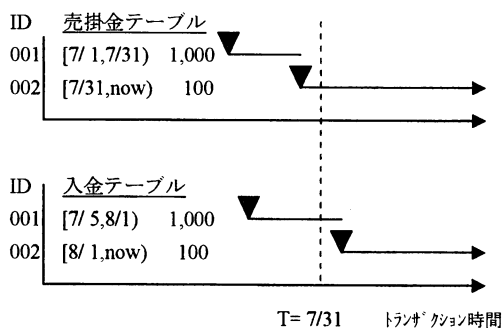 ID 売掛金テーブル
001 [7/ 1,7/31) 1,000
002 [7/31,now) 100
ID 入金テーブル
001 [7/ 5,8/1) 1,000
002 [8/ 1,now) 100
T= 7/31 トランザクション時間